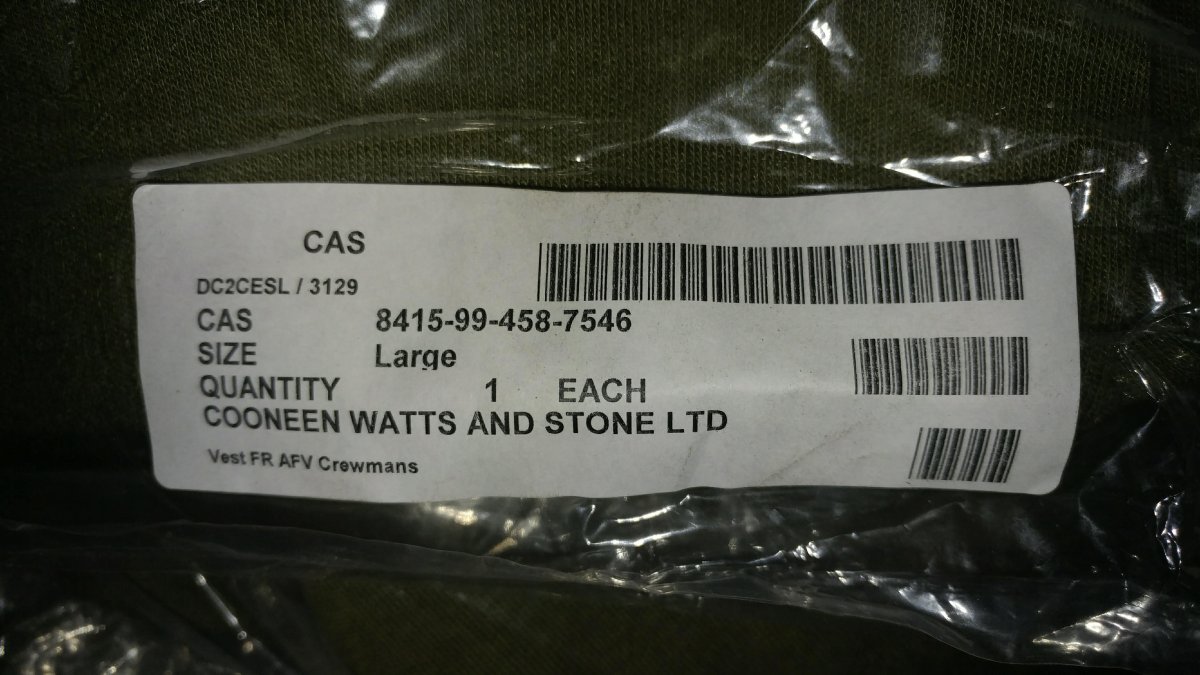 CAS
DC2CESL / 3129
CAS 8415-99-458-7546
SIZE Large
QUANTITY 1 EACH
COONEEN WATTS AND STONE LTD
Vest FR AFV Crewmans